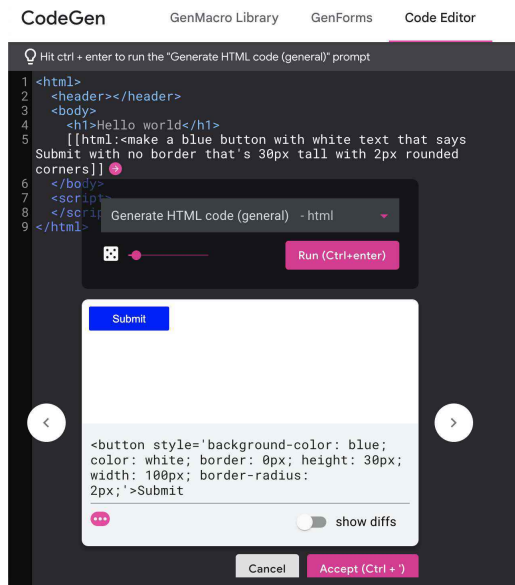 CodeGen GenMacro Library GenForms Code Editor
Hit ctrl + enter to run the "Generate HTML code (general)" prompt
1 <html>
2 <header></header>
3 <body>
4 <h1>Hello world</h1>
5 [[html:<make a blue button with white text that says
Submit with no border that's 30px tall with 2px rounded
corners]]
6 </body>
7 <script>
8 </scrip
9 </html>
Generate HTML code (general) - html
Run (Ctrl+enter)
Submit
<button style='background-color: blue;
color: white; border: 0px; height: 30px;
width: 100px; border-radius:
2px;'>Submit
show diffs
Cancel Accept (Ctrl + ')